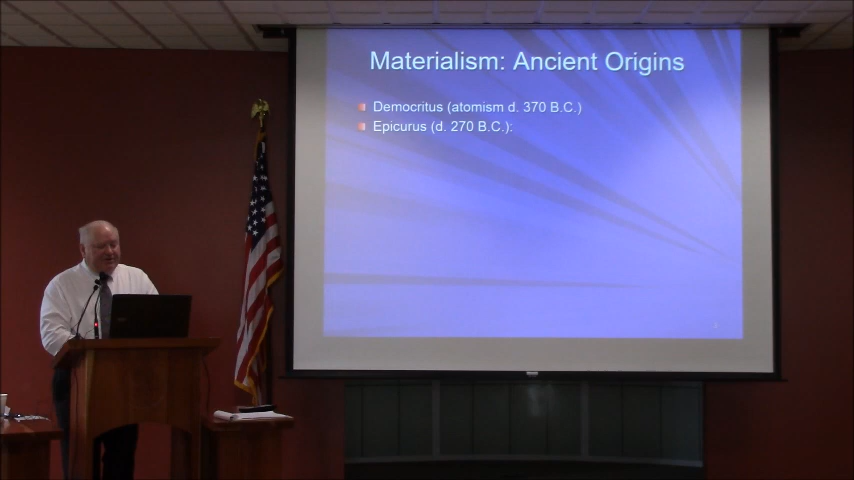 Materialism: Ancient Origins
Democritus (atomism d. 370 B.C.)
Epicurus (d. 270 B.C.):